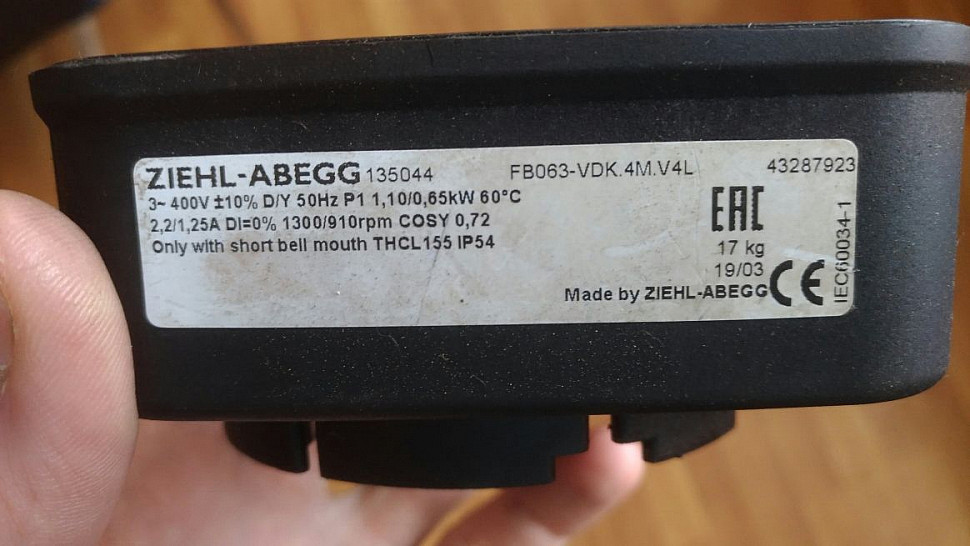 ZIEHL-ABEGG 135044 FB063-VDK.4M.V4L 43287923
3~ 400V ±10% D/Y 50Hz P1 1,10/0,65kW 60°C
2,2/1,25A DI=0% 1300/910rpm COSY 0,72
Only with short bell mouth THCL155 IP54
EAC
17 kg
19/03
Made by ZIEHL-ABEGG CE
IEC60034-1